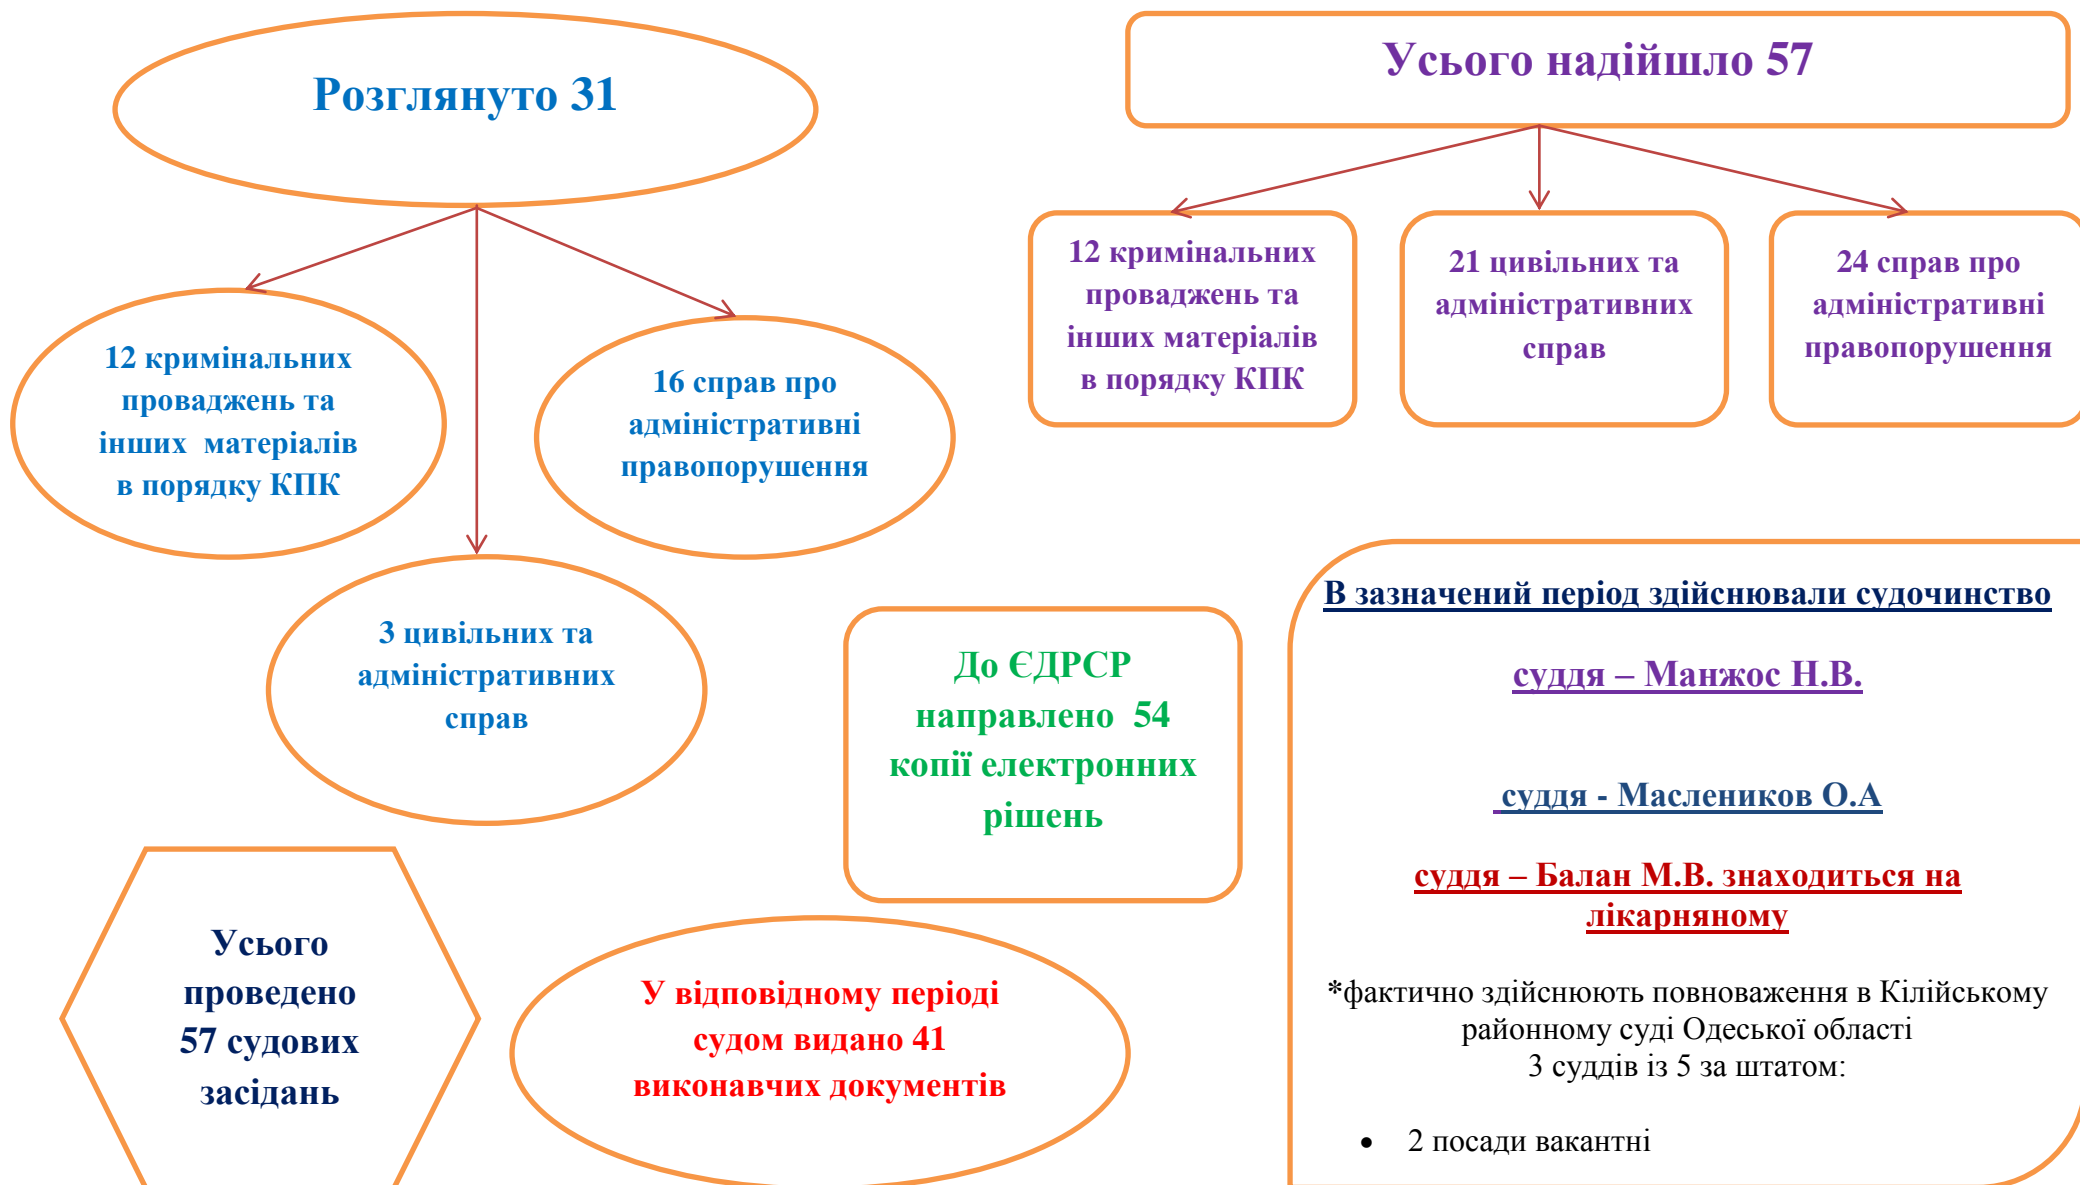 Розглянуто 31
12 кримінальних
проваджень та
інших  матеріалів
в порядку КПК
16 справ про
адміністративні
правопорушення
3 цивільних та
адміністративних
справ
Усього надійшло 57
12 кримінальних
проваджень та
інших матеріалів
в порядку КПК
21 цивільних та
адміністративних
справ
24 справ про
адміністративні
правопорушення
До ЄДРСР
направлено  54
копії електронних
рішень
Усього
проведено
57 судових
засідань
У відповідному періоді
судом видано 41
виконавчих документів
В зазначений період здійснювали судочинство
суддя – Манжос Н.В.
суддя - Маслеников О.А
суддя – Балан М.В. знаходиться на
лікарняному
*фактично здійснюють повноваження в Кілійському
районному суді Одеської області
3 суддів із 5 за штатом:
• 2 посади вакантні